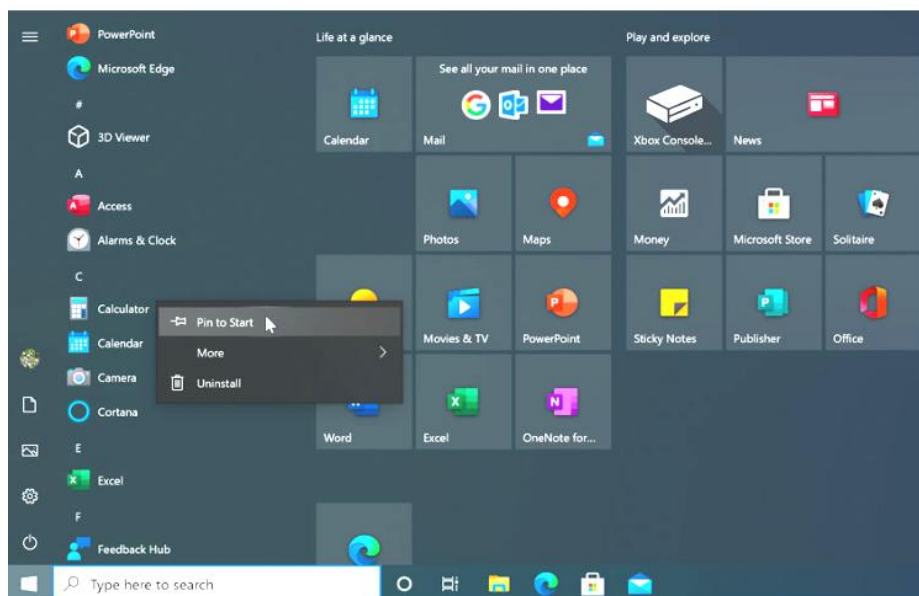 PowerPoint
Microsoft Edge
#
3D Viewer
A
Access
Alarms & Clock
C
Calculator
Calendar
Camera
Cortana
E
Excel
F
Feedback Hub
Pin to Start
More
Uninstall
Life at a glance
Calendar
See all your mail in one place
Mail
Photos
Maps
Movies & TV
PowerPoint
Word
Excel
OneNote for...
Play and explore
Xbox Console...
News
Money
Microsoft Store
Solitaire
Sticky Notes
Publisher
Office
Type here to search